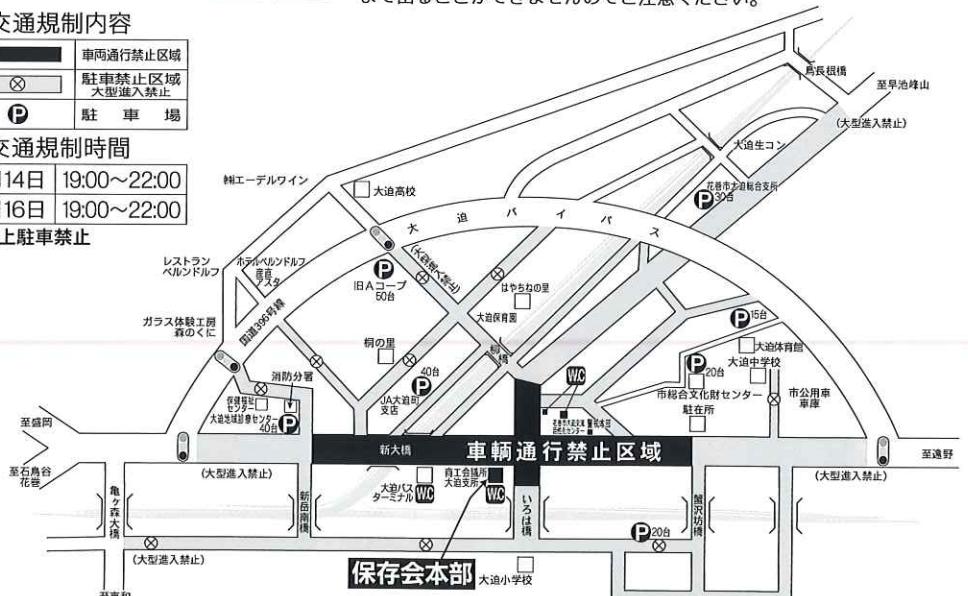 まで出ることができませんのでご注意ください。
交通規制内容
車両通行禁止区域
駐車禁止区域
大型進入禁止
P 駐車場
交通規制時間
14日 19:00～22:00
16日 19:00～22:00
上駐車禁止
鳥長根橋
至早池峰山
(大型進入禁止)
大迫生コン
花巻市大迫総合支所
P 30台
㈱エーデルワイン
大迫高校
大迫バイパス
レストラン
ベルンドルフ
ホテルベルンドルフ
産直
アスタ
P
旧Aコープ
50台
(大型進入禁止)
はやちねの里
大迫保育園
ガラス体験工房
森のくに
国道396号線
桐の里
桐橋
P 15台
大迫体育館
大迫中学校
P 20台
市総合文化財センター
駐在所
市公用車
車庫
消防分署
保健福祉
センター
大迫地域診療センター
40台 P
40台
P
JA大迫町
支店
W.C
至盛岡
至石鳥谷
花巻
(大型進入禁止)
新大橋
車輌通行禁止区域
至遠野
(大型進入禁止)
大迫バス
ターミナル
W.C
商工会議所
大迫支所
W.C
亀ヶ森大橋
新岳南橋
いろは橋
蟹沢坊橋
P 20台
(大型進入禁止)
保存会本部
大迫小学校
至東和